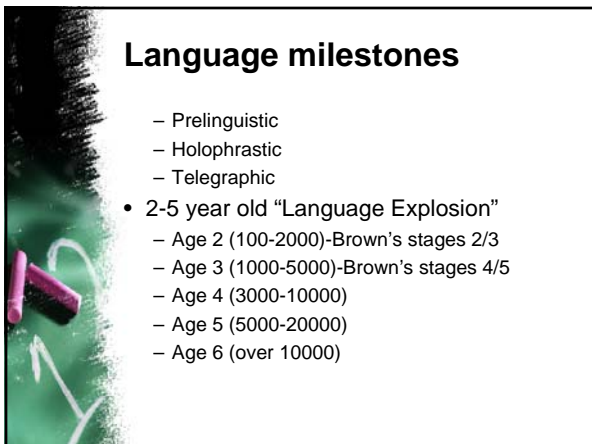 Language milestones
– Prelinguistic
– Holophrastic
– Telegraphic
• 2-5 year old “Language Explosion”
– Age 2 (100-2000)-Brown’s stages 2/3
– Age 3 (1000-5000)-Brown’s stages 4/5
– Age 4 (3000-10000)
– Age 5 (5000-20000)
– Age 6 (over 10000)